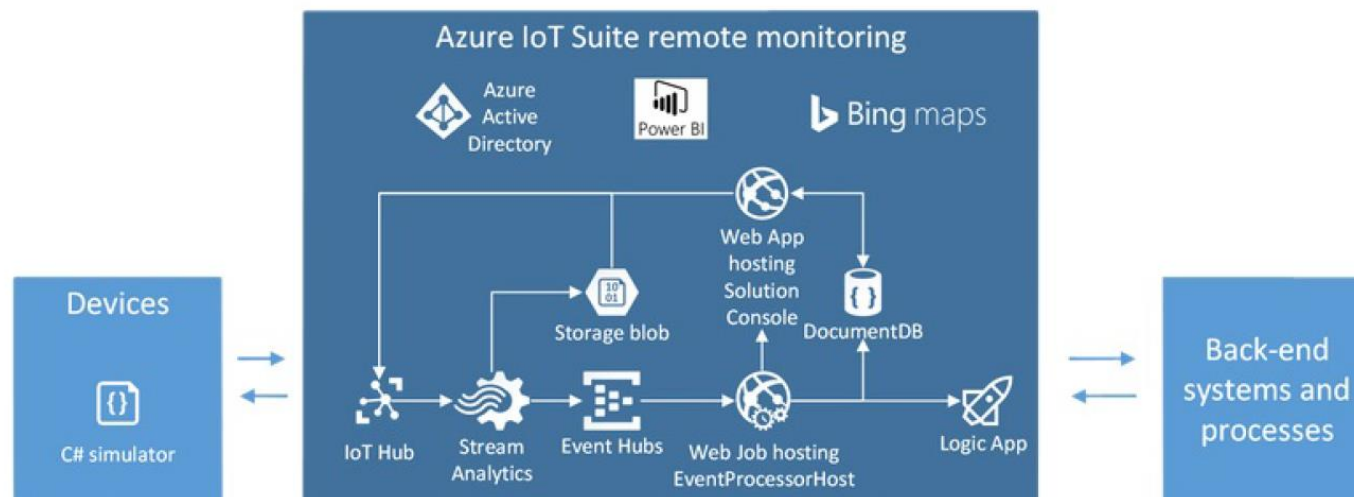 Azure IoT Suite remote monitoring
Azure
Active
Directory
Power BI
Bing maps
Web App
hosting
Solution
Console
DocumentDB
10
01
Storage blob
{ }
Devices
{}
C# simulator
IoT Hub
Stream
Analytics
Event Hubs
Web Job hosting
EventProcessorHost
Logic App
Back-end
systems and
processes